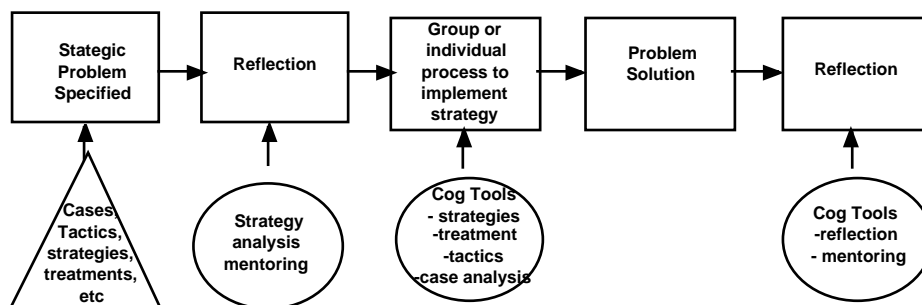 Stategic
Problem
Specified
Reflection
Group or
individual
process to
implement
strategy
Problem
Solution
Reflection
Cases,
Tactics,
strategies,
treatments,
etc
Strategy
analysis
mentoring
Cog Tools
- strategies
-treatment
-tactics
-case analysis
Cog Tools
-reflection
- mentoring